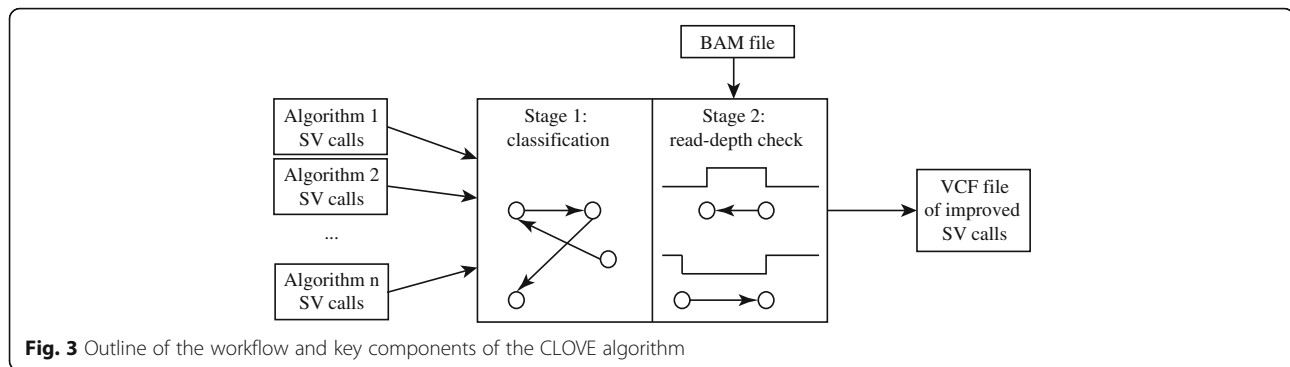 BAM file
Algorithm 1
SV calls
Algorithm 2
SV calls
...
Algorithm n
SV calls
Stage 1:
classification
Stage 2:
read-depth check
VCF file
of improved
SV calls
Fig. 3 Outline of the workflow and key components of the CLOVE algorithm